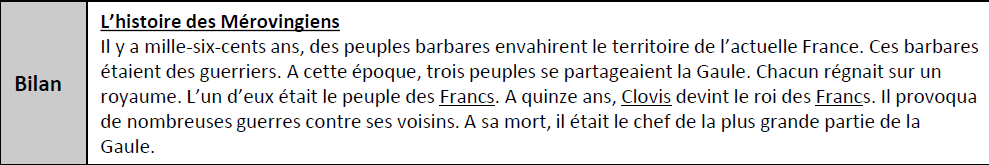 L'histoire des Mérovingiens
Il y a mille-six-cents ans, des peuples barbares envahirent le territoire de l'actuelle France. Ces barbares
étaient des guerriers. A cette époque, trois peuples se partageaient la Gaule. Chacun régnait sur un
Bilan
royaume. L'un d'eux était le peuple des Francs. A quinze ans, Clovis devint le roi des Francs. Il provoqua
de nombreuses guerres contre ses voisins. A sa mort, il était le chef de la plus grande partie de la
Gaule.